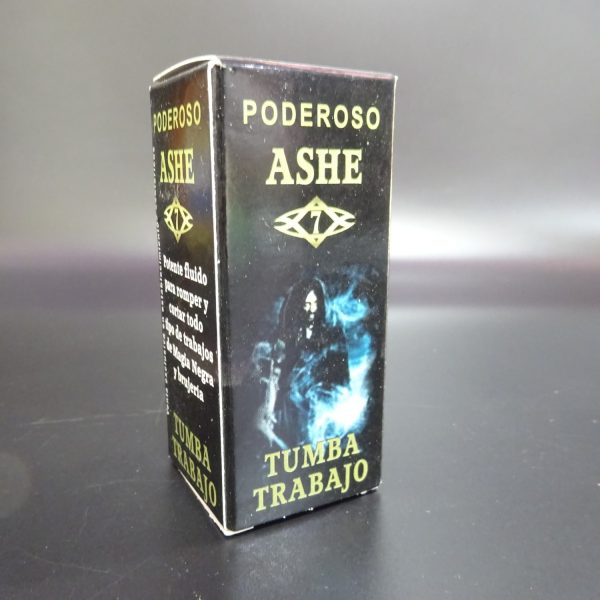 PODEROSO
ASHE
7
Potente fluido
para romper y
cortar todo
tipo de trabajos
de Magia Negra
y brujeria
TUMBA
TRABAJO
PODEROSO
ASHE
7
TUMBA
TRABAJO